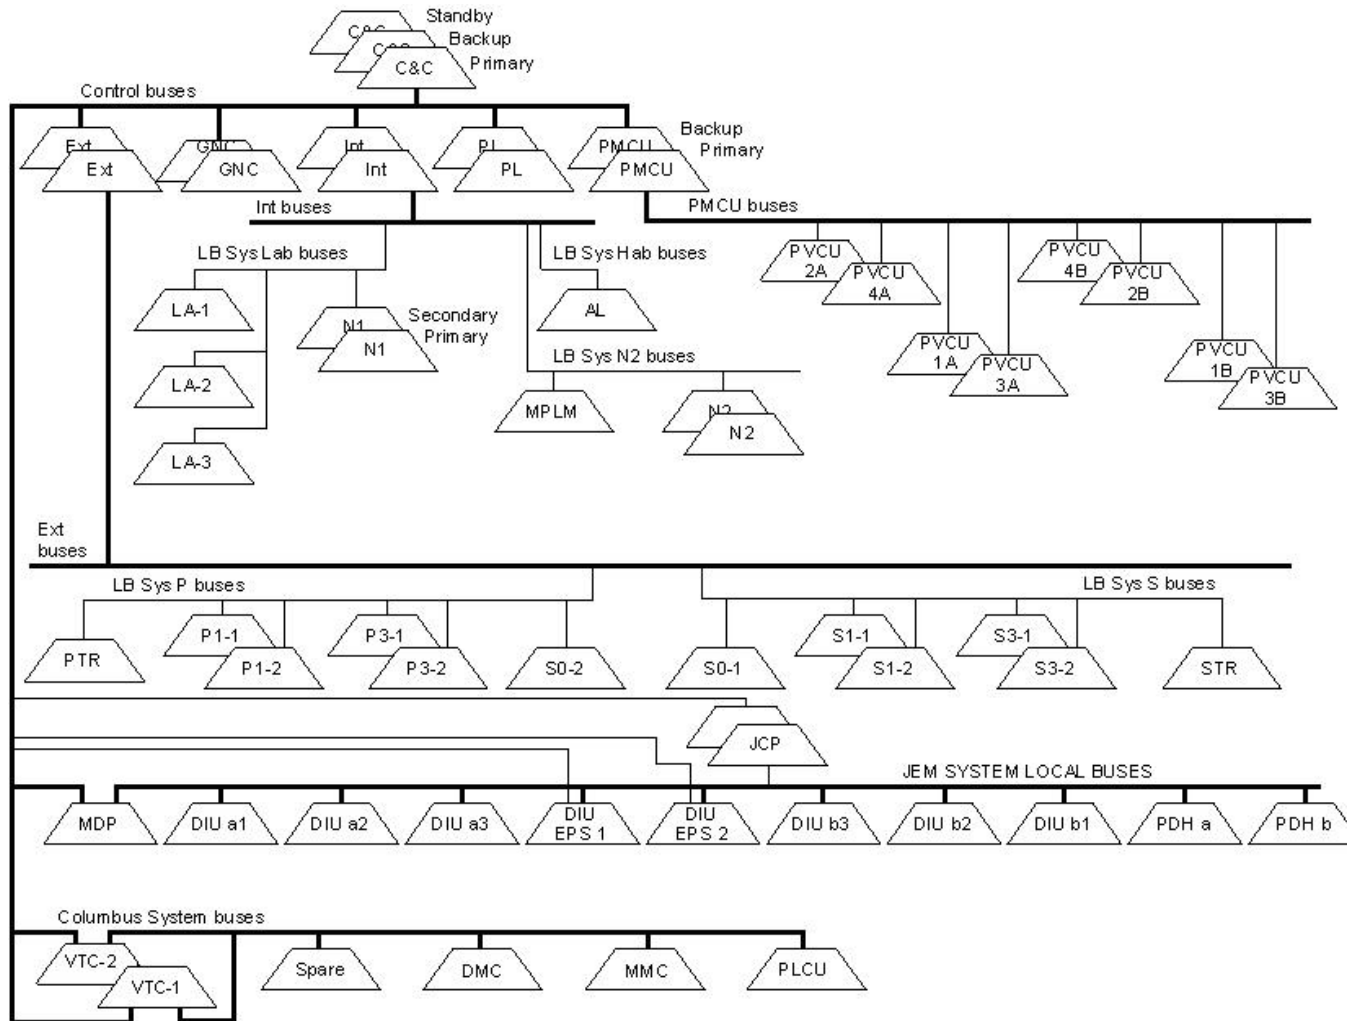 Standby
C&C
Backup
C&C
Primary
C&C
Control buses
Ext
GNC
Int
PL
PMCU
Backup
Primary
Ext
GNC
Int
PL
PMCU
Int buses
PMCU buses
LB Sys Lab buses
LB Sys Hab buses
PVCU
2A
PVCU
4A
PVCU
4B
PVCU
2B
LA-1
N1
Secondary
Primary
N1
AL
PVCU
1A
PVCU
3A
PVCU
1B
PVCU
3B
LB Sys N2 buses
LA-2
MPLM
N2
N2
LA-3
Ext
buses
LB Sys P buses
LB Sys S buses
PTR
P1-1
P1-2
P3-1
P3-2
S0-2
S0-1
S1-1
S1-2
S3-1
S3-2
STR
JCP
JEM SYSTEM LOCAL BUSES
MDP
DIU a1
DIU a2
DIU a3
DIU
EPS 1
DIU
EPS 2
DIU b3
DIU b2
DIU b1
PDH a
PDH b
Columbus System buses
VTC-2
VTC-1
Spare
DMC
MMC
PLCU